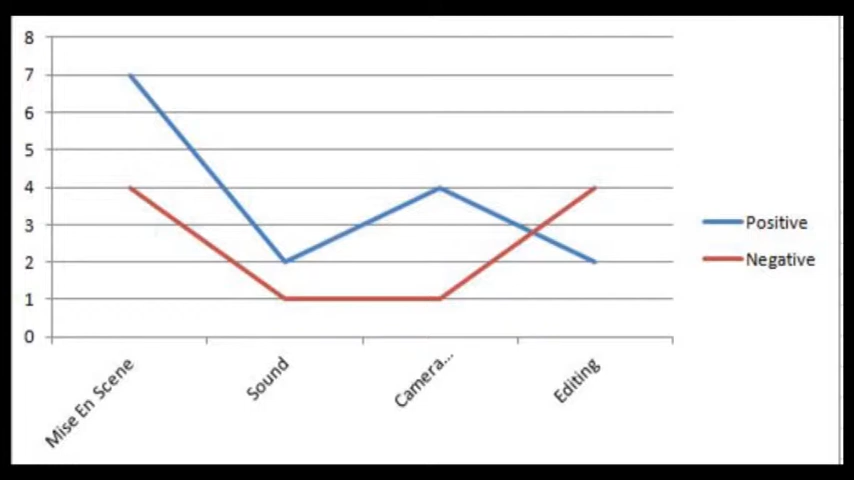 8
7
6
5
4
3
2
1
0
Mise En Scene
Sound
Camera...
Editing
Positive
Negative